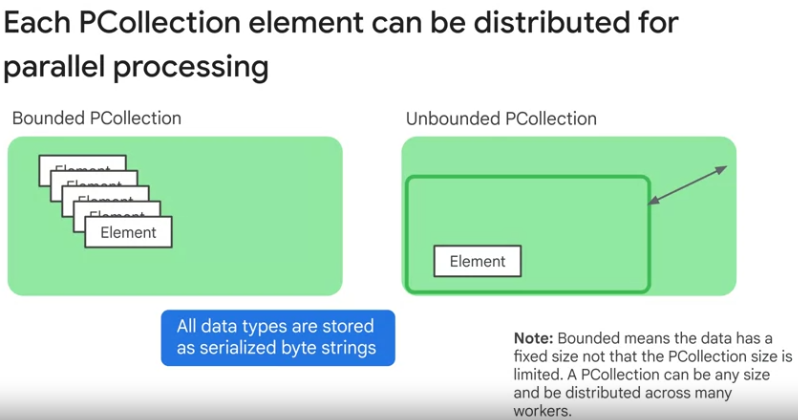 Each PCollection element can be distributed for
parallel processing
Bounded PCollection
Unbounded PCollection
Element
Element
Element
Element
Element
Element
All data types are stored
as serialized byte strings
Note: Bounded means the data has a
fixed size not that the PCollection size is
limited. A PCollection can be any size
and be distributed across many
workers.